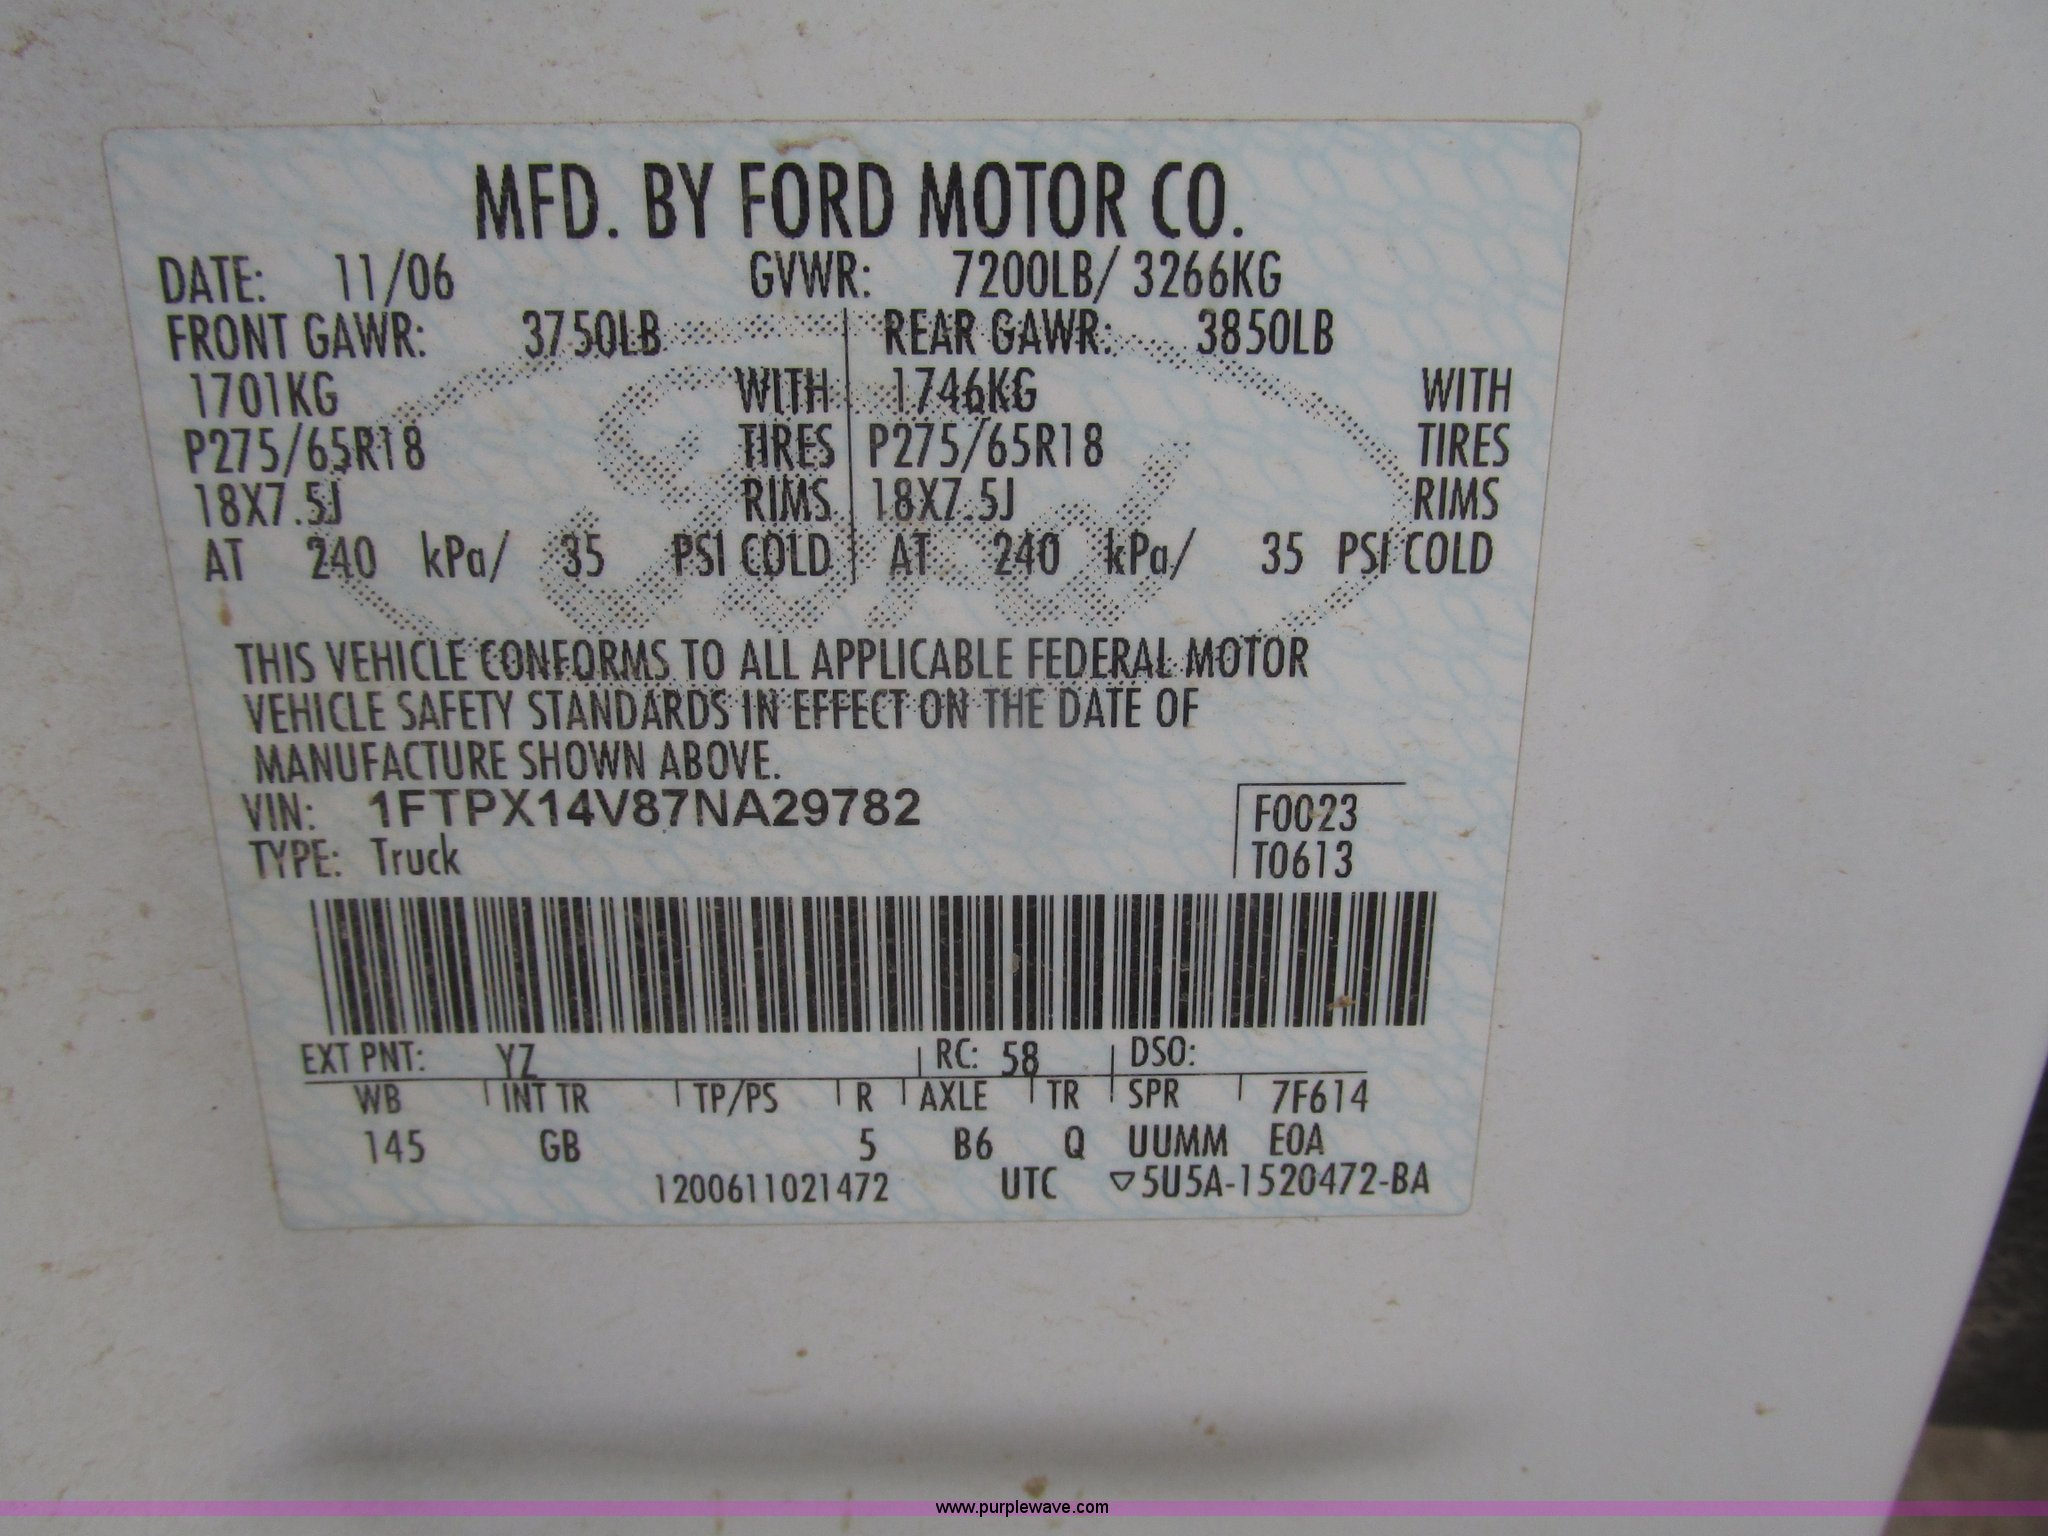 MFD. BY FORD MOTOR CO.
DATE: 11/06 GVWR: 7200LB/ 3266KG
FRONT GAWR: 3750LB REAR GAWR: 3850LB
1701KG WITH 1746KG WITH
P275/65R18 TIRES P275/65R18 TIRES
18X7.5J RIMS 18X7.5J RIMS
AT 240 kPa/ 35 PSI COLD AT 240 kPa/ 35 PSI COLD
Ford
THIS VEHICLE CONFORMS TO ALL APPLICABLE FEDERAL MOTOR
VEHICLE SAFETY STANDARDS IN EFFECT ON THE DATE OF
MANUFACTURE SHOWN ABOVE.
VIN: 1FTPX14V87NA29782 F0023
TYPE: Truck T0613
EXT PNT: YZ RC: 58 DSO:
WB INT TR TP/PS R AXLE TR SPR 7F614
145 GB 5 B6 Q UUMM E0A
1200611021472 UTC ▽5U5A-1520472-BA
www.purplewave.com